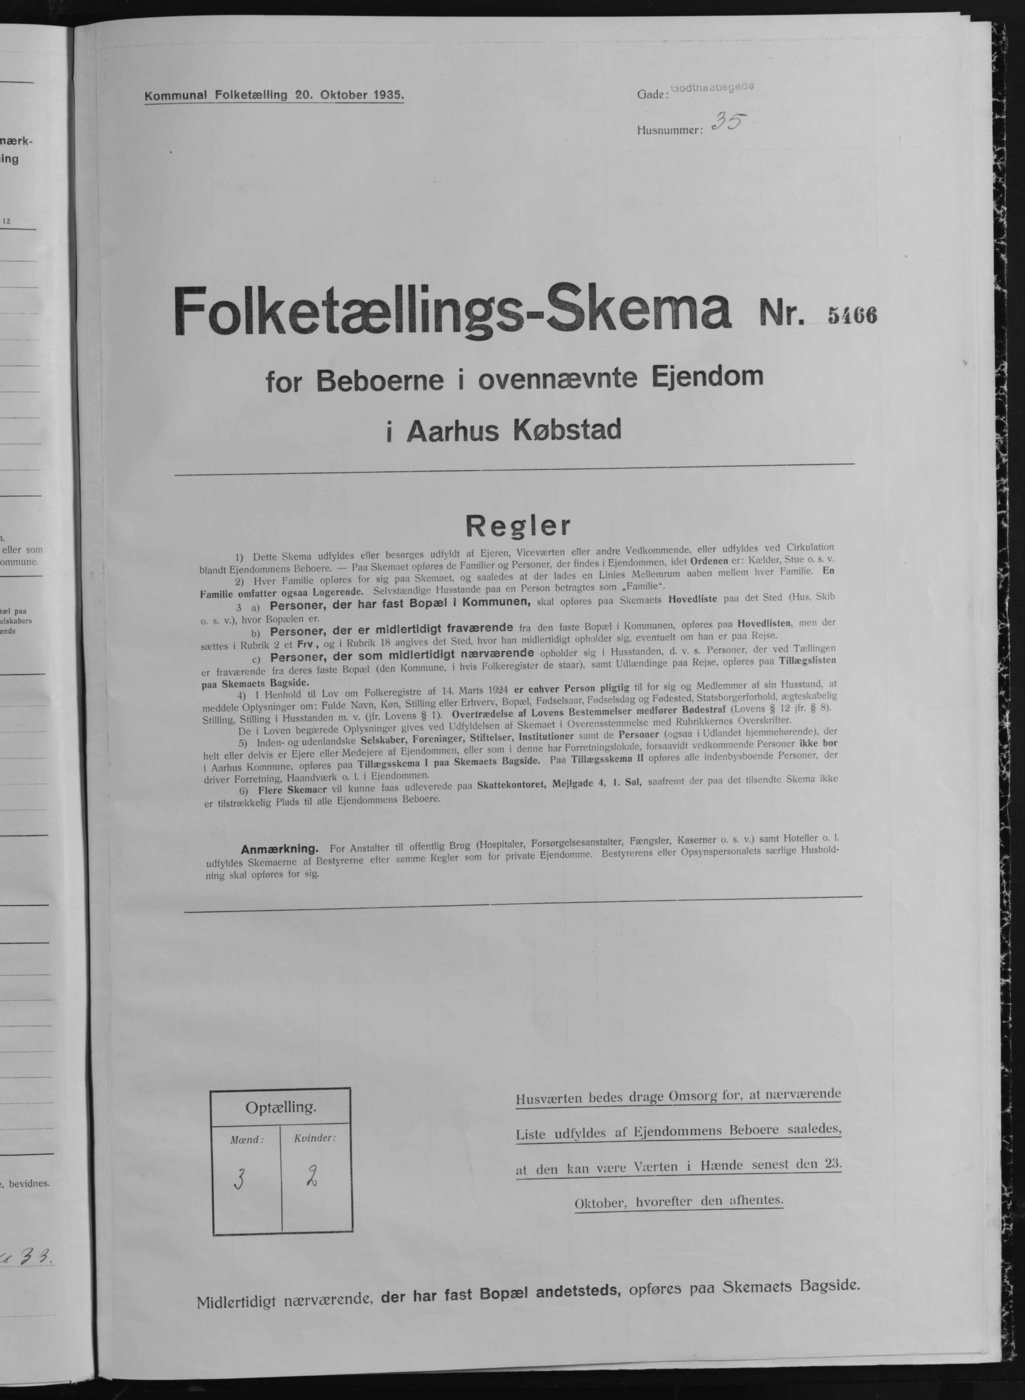 Kommunal Folketælling 20. Oktober 1935.
Gade: Godthaabsgade
Husnummer: 35
Folketællings-Skema Nr. 5466
for Beboerne i ovennævnte Ejendom
i Aarhus Købstad
Regler
1) Dette Skema udfyldes eller besørges udfyldt af Ejeren, Viceværten eller andre Vedkommende, eller udfyldes ved Cirkulation
blandt Ejendommens Beboere. — Paa Skemaet opføres de Familier og Personer, der findes i Ejendommen, idet Ordenen er: Kælder, Stue o. s. v.
2) Hver Familie opføres for sig paa Skemaet, og saaledes at der lades en Linies Mellemrum aaben mellem hver Familie. En
Familie omfatter ogsaa Logerende. Selvstændige Husstande paa en Person betragtes som „Familie“.
3 a) Personer, der har fast Bopæl i Kommunen, skal opføres paa Skemaets Hovedliste paa det Sted (Hus, Skib
o. s. v.), hvor Bopælen er.
b) Personer, der er midlertidigt fraværende fra den faste Bopæl i Kommunen, opføres paa Hovedlisten, men der
sættes i Rubrik 2 et Frv., og i Rubrik 18 angives det Sted, hvor han midlertidigt opholder sig, eventuelt om han er paa Rejse.
c) Personer, der som midlertidigt nærværende opholder sig i Husstanden, d. v. s. Personer, der ved Tællingen
er fraværende fra deres faste Bopæl (den Kommune, i hvis Folkeregister de staar), samt Udlændinge paa Rejse, opføres paa Tillægslisten
paa Skemaets Bagside.
4) I Henhold til Lov om Folkeregistre af 14. Marts 1924 er enhver Person pligtig til for sig og Medlemmer af sin Husstand, at
meddele Oplysninger om: Fulde Navn, Køn, Stilling eller Erhverv, Bopæl, Fødselsaar, Fødselsdag og Fødested, Statsborgerforhold, ægteskabelig
Stilling, Stilling i Husstanden m. v. (jfr. Lovens § 1). Overtrædelse af Lovens Bestemmelser medfører Bødestraf (Lovens § 12 jfr. § 8).
De i Loven begærede Oplysninger gives ved Udfyldelsen af Skemaet i Overensstemmelse med Rubrikkernes Overskrifter.
5) Inden- og udenlandske Selskaber, Foreninger, Stiftelser, Institutioner samt de Personer (ogsaa i Udlandet hjemmehørende), der
helt eller delvis er Ejere eller Medejere af Ejendommen, eller som i denne har Forretningslokale, forsaavidt vedkommende Personer ikke bor
i Aarhus Kommune, opføres paa Tillægsskema I paa Skemaets Bagside. Paa Tillægsskema II opføres alle indenbysboende Personer, der
driver Forretning, Haandværk o. l. i Ejendommen.
6) Flere Skemaer vil kunne faas udleverede paa Skattekontoret, Mejlgade 4, 1. Sal, saafremt der paa det tilsendte Skema ikke
er tilstrækkelig Plads til alle Ejendommens Beboere.
Anmærkning. For Anstalter til offentlig Brug (Hospitaler, Forsørgelsesanstalter, Fængsler, Kaserner o. s. v.) samt Hoteller o. l.
udfyldes Skemaerne af Bestyrerne efter samme Regler som for private Ejendomme. Bestyrerens eller Opsynspersonalets særlige Hushold-
ning skal opføres for sig.
Optælling.
Mænd: Kvinder:
3 2
Husværten bedes drage Omsorg for, at nærværende
Liste udfyldes af Ejendommens Beboere saaledes,
at den kan være Værten i Hænde senest den 23.
Oktober, hvorefter den afhentes.
Midlertidigt nærværende, der har fast Bopæl andetsteds, opføres paa Skemaets Bagside.
ing
12
eller som
ommune.
bevidnes.
33.